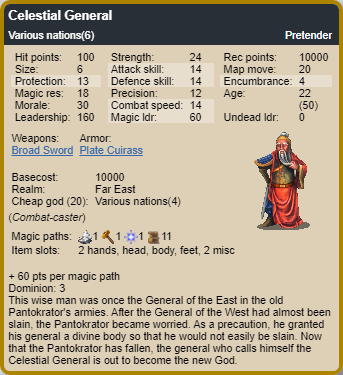 Celestial General
Various nations(6) Pretender
Hit points: 100 Strength: 24 Rec points: 10000
Size: 6 Attack skill: 14 Map move: 20
Protection: 13 Defence skill: 14 Encumbrance: 4
Magic res: 18 Precision: 12 Age: 22
Morale: 30 Combat speed: 14 (50)
Leadership: 160 Magic ldr: 60 Undead ldr: 0
Weapons: Armor:
Broad Sword Plate Cuirass
Basecost: 10000
Realm: Far East
Cheap god (20): Various nations(4)
(Combat-caster)
Magic paths: 1 1 1 11
Item slots: 2 hands, head, body, feet, 2 misc
+ 60 pts per magic path
Dominion: 3
This wise man was once the General of the East in the old
Pantokrator's armies. After the General of the West had almost been
slain, the Pantokrator became worried. As a precaution, he granted
his general a divine body so that he would not easily be slain. Now
that the Pantokrator has fallen, the general who calls himself the
Celestial General is out to become the new God.